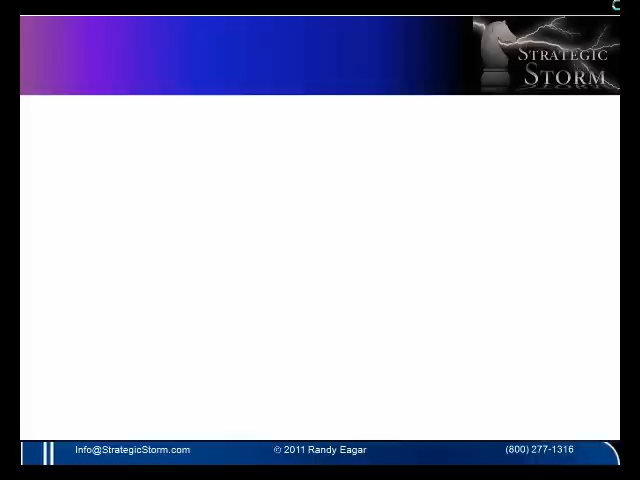 STRATEGIC
STORM
Info@StrategicStorm.com
© 2011 Randy Eagar
(800) 277-1316